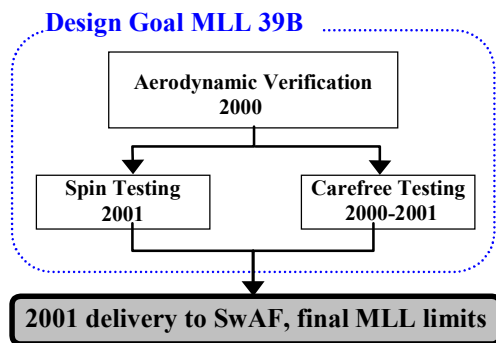 Design Goal MLL 39B
Aerodynamic Verification
2000
Spin Testing
2001
Carefree Testing
2000-2001
2001 delivery to SwAF, final MLL limits